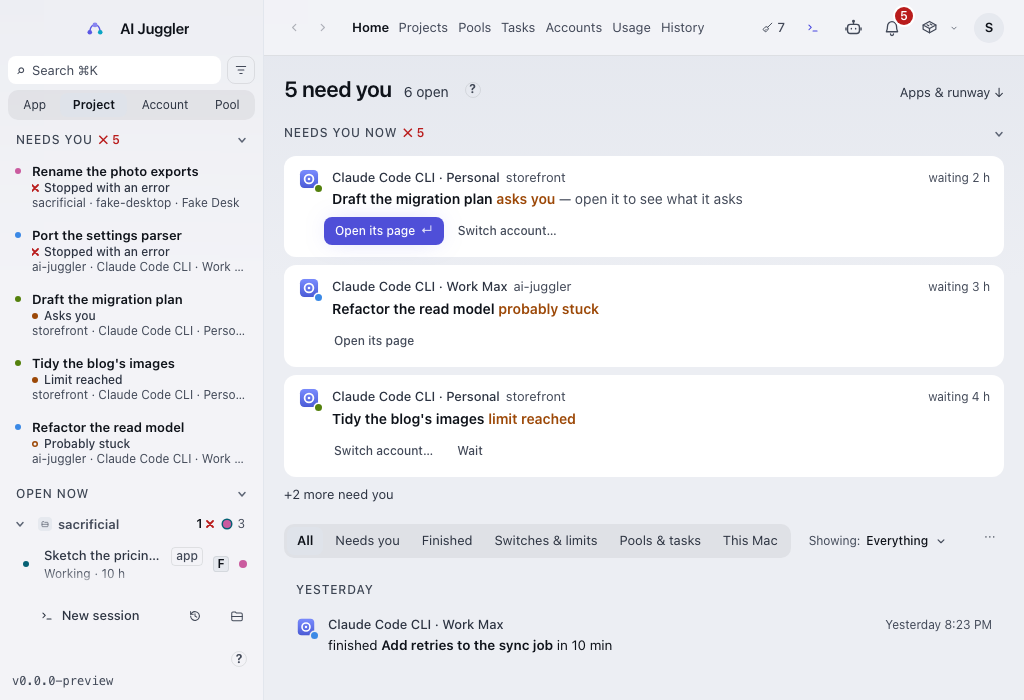 AI Juggler
Search ⌘K
App Project Account Pool
NEEDS YOU 5
Rename the photo exports
Stopped with an error
sacrificial · fake-desktop · Fake Desk
Port the settings parser
Stopped with an error
ai-juggler · Claude Code CLI · Work ...
Draft the migration plan
Asks you
storefront · Claude Code CLI · Perso...
Tidy the blog's images
Limit reached
storefront · Claude Code CLI · Perso...
Refactor the read model
Probably stuck
ai-juggler · Claude Code CLI · Work ...
OPEN NOW
sacrificial 1 3
Sketch the pricin... app F
Working · 10 h
New session
?
v0.0.0-preview
Home Projects Pools Tasks Accounts Usage History 7 5 S
5 need you 6 open ? Apps & runway ↓
NEEDS YOU NOW 5
Claude Code CLI · Personal storefront waiting 2 h
Draft the migration plan asks you — open it to see what it asks
Open its page ↵ Switch account...
Claude Code CLI · Work Max ai-juggler waiting 3 h
Refactor the read model probably stuck
Open its page
Claude Code CLI · Personal storefront waiting 4 h
Tidy the blog's images limit reached
Switch account... Wait
+2 more need you
All Needs you Finished Switches & limits Pools & tasks This Mac Showing: Everything ...
YESTERDAY
Claude Code CLI · Work Max Yesterday 8:23 PM
finished Add retries to the sync job in 10 min